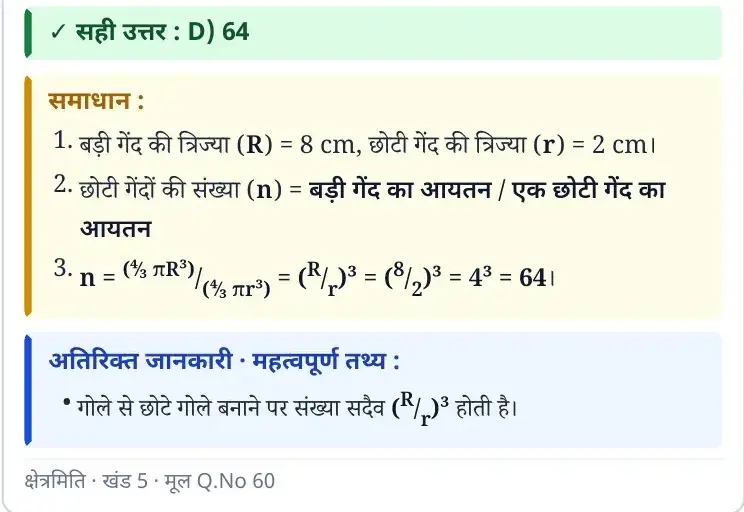 ✓ सही उत्तर : D) 64
समाधान :
1. बड़ी गेंद की त्रिज्या (R) = 8 cm, छोटी गेंद की त्रिज्या (r) = 2 cm।
2. छोटी गेंदों की संख्या (n) = बड़ी गेंद का आयतन / एक छोटी गेंद का
आयतन
3. n = (⁴⁄₃ πR³)/(⁴⁄₃ πr³) = (R/r)³ = (8/2)³ = 4³ = 64।
अतिरिक्त जानकारी · महत्वपूर्ण तथ्य :
• गोले से छोटे गोले बनाने पर संख्या सदैव (R/r)³ होती है।
क्षेत्रमिति · खंड 5 · मूल Q.No 60